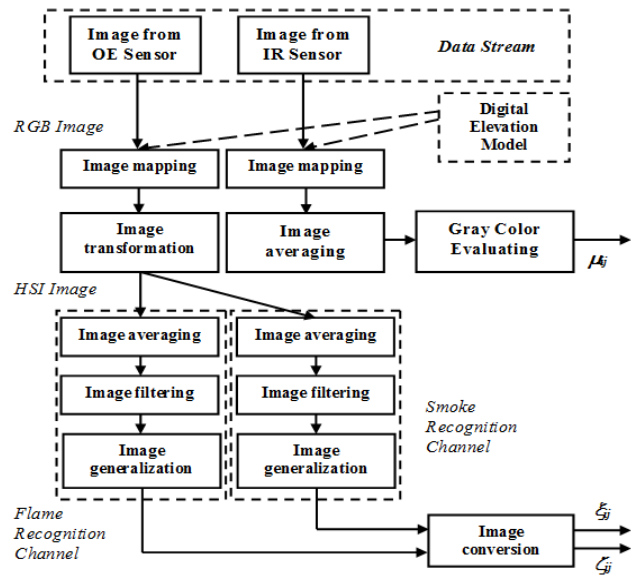 Image from
OE Sensor
Image from
IR Sensor
Data Stream
RGB Image
Digital
Elevation
Model
Image mapping
Image mapping
Image
transformation
Image
averaging
Gray Color
Evaluating
μij
HSI Image
Image averaging
Image averaging
Image filtering
Image filtering
Smoke
Recognition
Channel
Image
generalization
Image
generalization
Flame
Recognition
Channel
Image
conversion
ξij
ζij